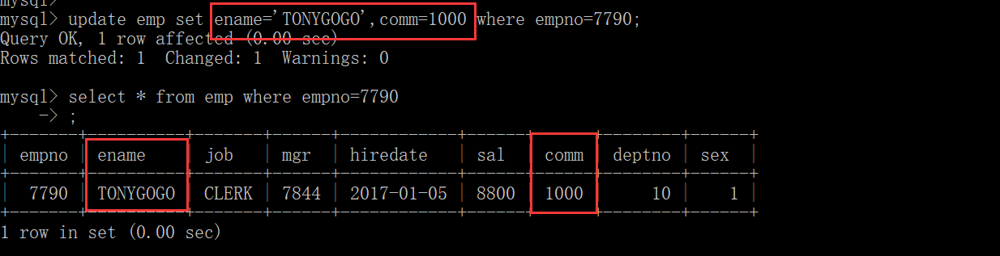 mysql>
mysql> update emp set ename='TONYGOGO',comm=1000 where empno=7790;
Query OK, 1 row affected (0.00 sec)
Rows matched: 1  Changed: 1  Warnings: 0
mysql> select * from emp where empno=7790
    -> ;
+-------+----------+-------+------+------------+------+------+--------+------+
| empno | ename    | job   | mgr  | hiredate   | sal  | comm | deptno | sex  |
+-------+----------+-------+------+------------+------+------+--------+------+
|  7790 | TONYGOGO | CLERK | 7844 | 2017-01-05 | 8800 | 1000 |     10 |    1 |
+-------+----------+-------+------+------------+------+------+--------+------+
1 row in set (0.00 sec)